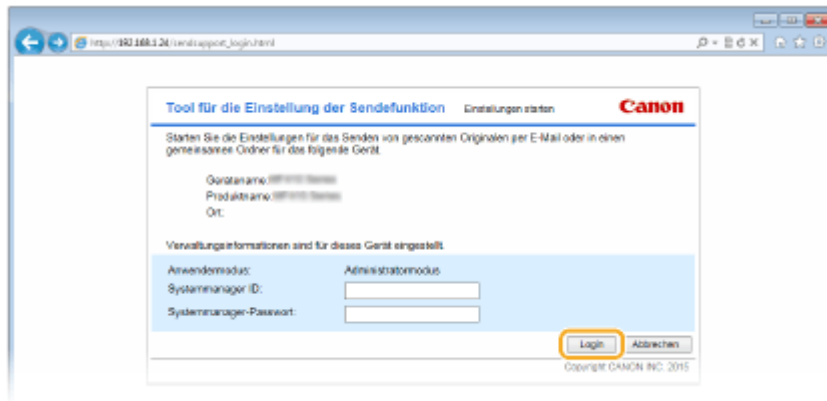 http://192.168.1.24/sendsupport_login.html
Tool für die Einstellung der Sendefunktion Einstellungen starten Canon
Starten Sie die Einstellungen für das Senden von gescannten Originalen per E-Mail oder in einen
gemeinsamen Ordner für das folgende Gerät.
Gerätename:
Produktname:
Ort:
Verwaltungsinformationen sind für dieses Gerät eingestellt.
Anwendermodus: Administratormodus
Systemmanager ID:
Systemmanager-Passwort:
Login Abbrechen
Copyright CANON INC. 2015